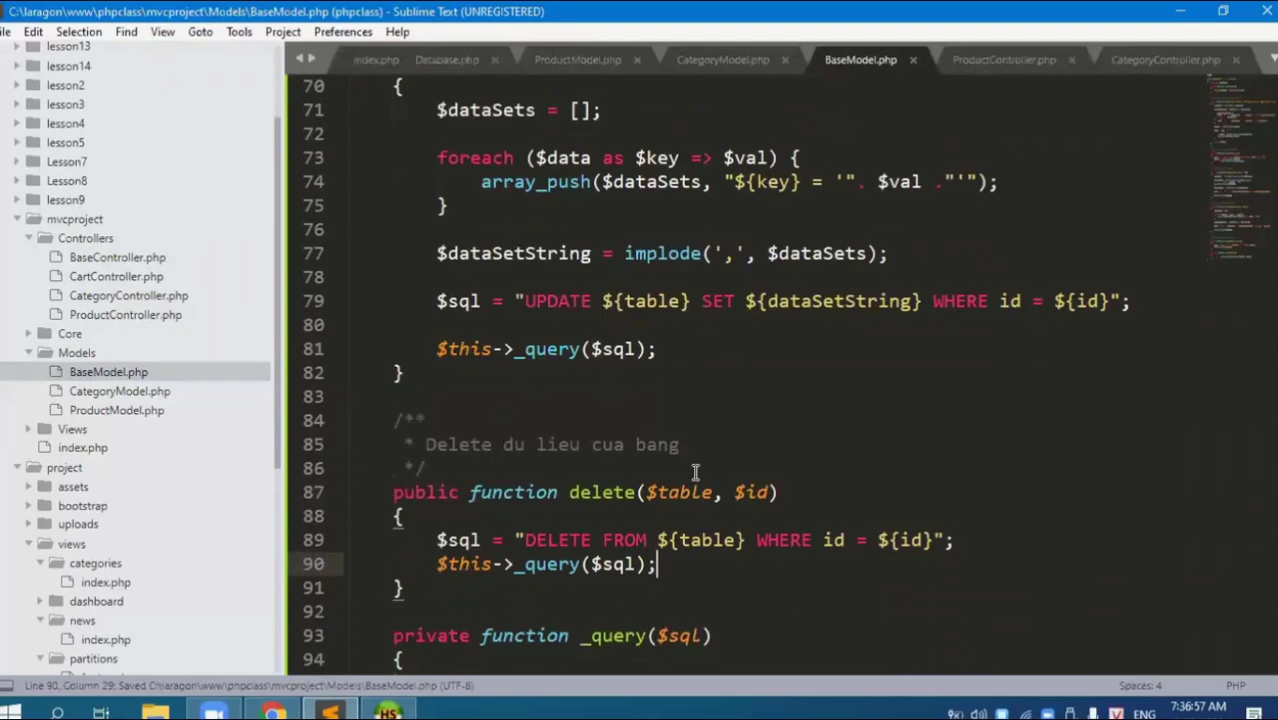 C:\laragon\www\phpclass\mvcproject\Models\BaseModel.php (phpclass) - Sublime Text (UNREGISTERED)
Edit Selection Find View Goto Tools Project Preferences Help
lesson13
lesson14
lesson2
lesson3
lesson4
lesson5
Lesson7
Lesson8
lesson9
mvcproject
Controllers
BaseController.php
CartController.php
CategoryController.php
ProductController.php
Core
Models
BaseModel.php
CategoryModel.php
ProductModel.php
Views
index.php
project
assets
bootstrap
uploads
views
categories
index.php
dashboard
news
index.php
partitions
index.php Database.php ProductModel.php CategoryModel.php BaseModel.php ProductController.php CategoryController.php
70 {
71 $dataSets = [];
72
73 foreach ($data as $key => $val) {
74 array_push($dataSets, "${key} = '". $val ."'");
75 }
76
77 $dataSetString = implode(',', $dataSets);
78
79 $sql = "UPDATE ${table} SET ${dataSetString} WHERE id = ${id}";
80
81 $this->_query($sql);
82 }
83
84 /**
85 * Delete du lieu cua bang
86 */
87 public function delete($table, $id)
88 {
89 $sql = "DELETE FROM ${table} WHERE id = ${id}";
90 $this->_query($sql);
91 }
92
93 private function _query($sql)
94 {
Line 90, Column 29; Saved C:\laragon\www\phpclass\mvcproject\Models\BaseModel.php (UTF-8) Spaces: 4 PHP
HS V ENG 7:36:57 AM